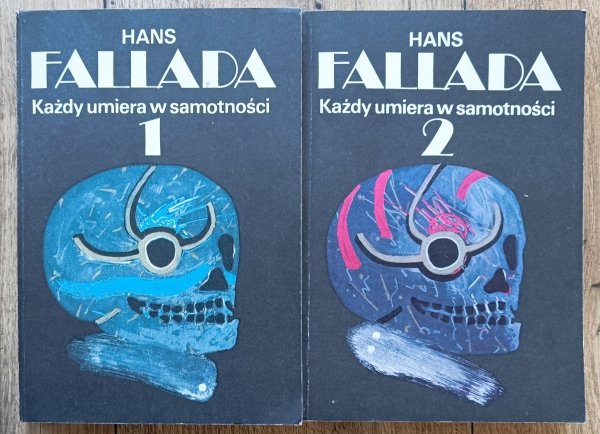 HANS
FALLADA
Każdy umiera w samotności
1
HANS
FALLADA
Każdy umiera w samotności
2